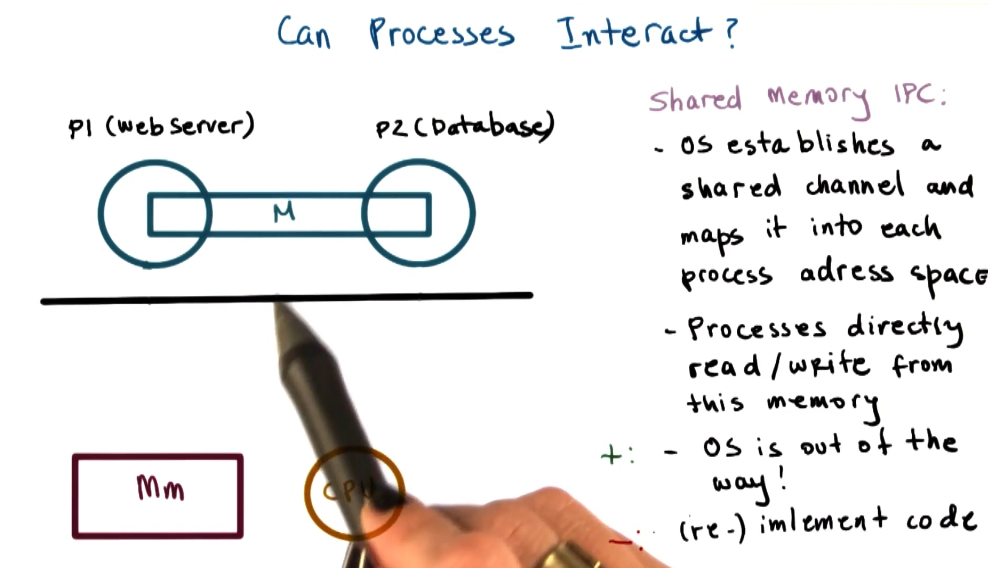 Can Processes Interact?
P1 (web server)
P2 (Database)
M
Mm
CPU
Shared Memory IPC:
- OS establishes a
shared channel and
maps it into each
process adress space
- Processes directly
read/write from
this memory
+: - OS is out of the
way!
-: (re-) imlement code